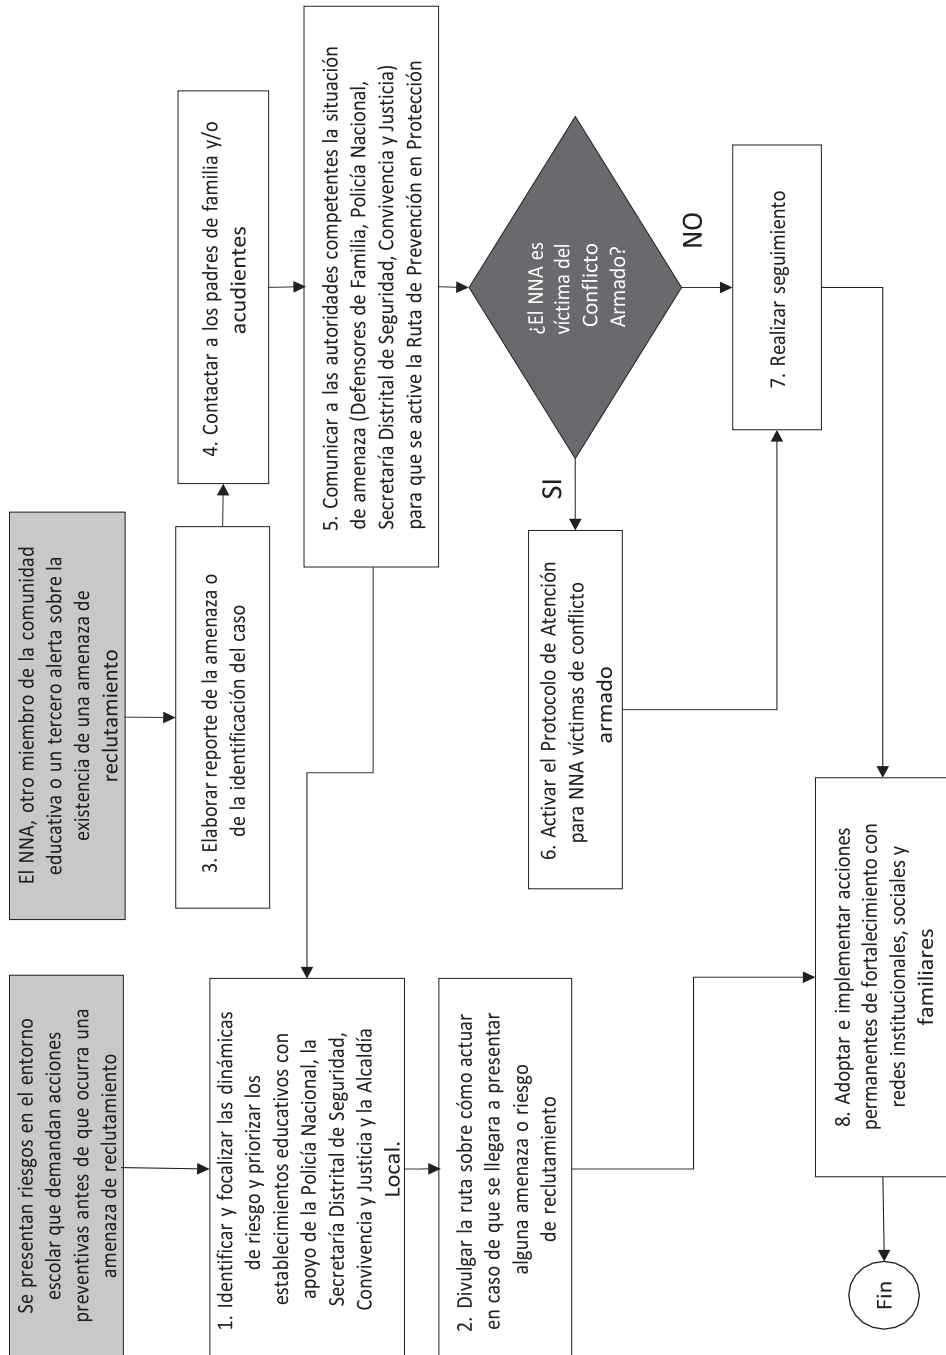 Se presentan riesgos en el entorno
escolar que demandan acciones
preventivas antes de que ocurra una
amenaza de reclutamiento
1. Identificar y focalizar las dinámicas
de riesgo y priorizar los
establecimientos educativos con
apoyo de la Policía Nacional, la
Secretaría Distrital de Seguridad,
Convivencia y Justicia y la Alcaldía
Local.
2. Divulgar la ruta sobre cómo actuar
en caso de que se llegara a presentar
alguna amenaza o riesgo
de reclutamiento
El NNA, otro miembro de la comunidad
educativa o un tercero alerta sobre la
existencia de una amenaza de
reclutamiento
3. Elaborar reporte de la amenaza o
de la identificación del caso
4. Contactar a los padres de familia y/o
acudientes
5. Comunicar a las autoridades competentes la situación
de amenaza (Defensores de Familia, Policía Nacional,
Secretaría Distrital de Seguridad, Convivencia y Justicia)
para que se active la Ruta de Prevención en Protección
¿El NNA es
víctima del
Conflicto
Armado?
SI
NO
6. Activar el Protocolo de Atención
para NNA víctimas de conflicto
armado
7. Realizar seguimiento
8. Adoptar e implementar acciones
permanentes de fortalecimiento con
redes institucionales, sociales y
familiares
Fin